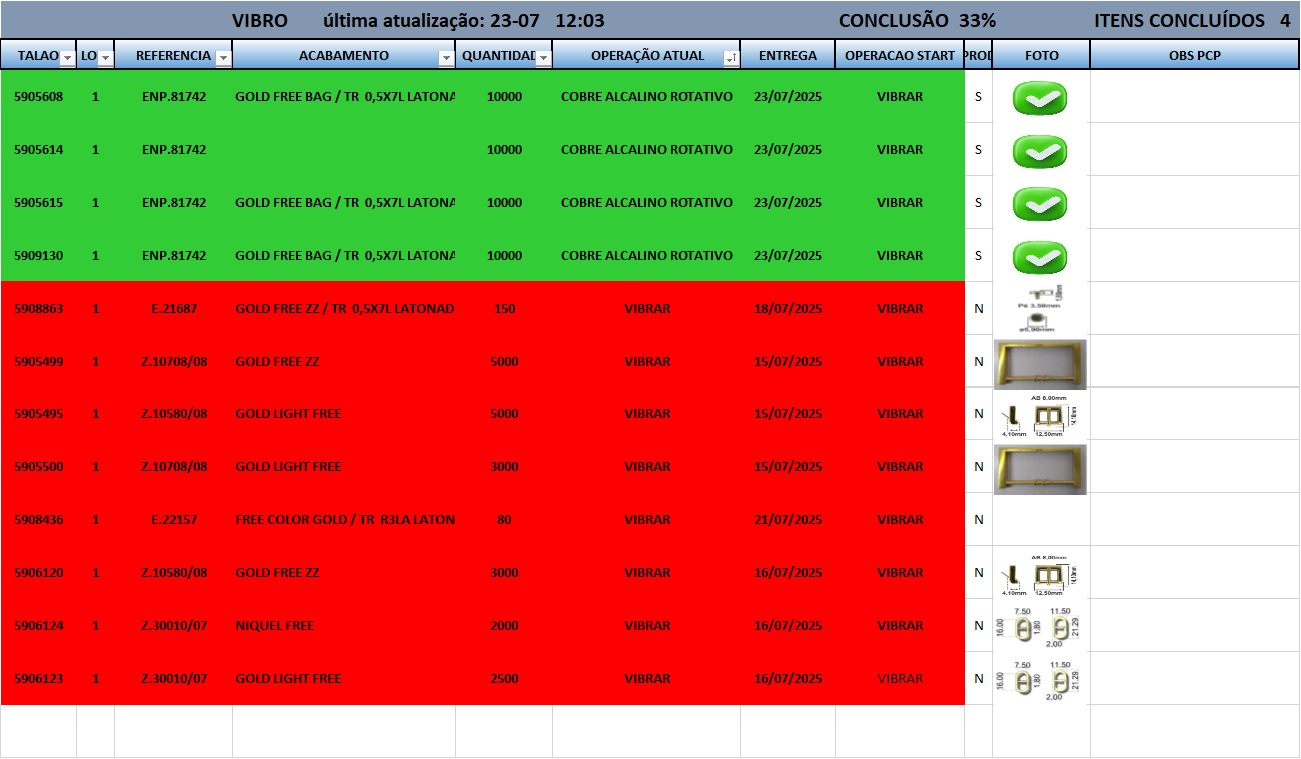 VIBRO última atualização: 23-07 12:03 CONCLUSÃO 33% ITENS CONCLUÍDOS 4
TALAO LO REFERENCIA ACABAMENTO QUANTIDAD OPERAÇÃO ATUAL ENTREGA OPERACAO START PROD FOTO OBS PCP
5905608 1 ENP.81742 GOLD FREE BAG / TR 0,5X7L LATONA 10000 COBRE ALCALINO ROTATIVO 23/07/2025 VIBRAR S
5905614 1 ENP.81742 10000 COBRE ALCALINO ROTATIVO 23/07/2025 VIBRAR S
5905615 1 ENP.81742 GOLD FREE BAG / TR 0,5X7L LATONA 10000 COBRE ALCALINO ROTATIVO 23/07/2025 VIBRAR S
5909130 1 ENP.81742 GOLD FREE BAG / TR 0,5X7L LATONA 10000 COBRE ALCALINO ROTATIVO 23/07/2025 VIBRAR S
5908863 1 E.21687 GOLD FREE ZZ / TR 0,5X7L LATONAD 150 VIBRAR 18/07/2025 VIBRAR N Pé 3,50mm
5905499 1 Z.10708/08 GOLD FREE ZZ 5000 VIBRAR 15/07/2025 VIBRAR N
5905495 1 Z.10580/08 GOLD LIGHT FREE 5000 VIBRAR 15/07/2025 VIBRAR N AB 8,00mm 14,10mm 4,10mm 12,50mm
5905500 1 Z.10708/08 GOLD LIGHT FREE 3000 VIBRAR 15/07/2025 VIBRAR N
5908436 1 E.22157 FREE COLOR GOLD / TR R3LA LATON 80 VIBRAR 21/07/2025 VIBRAR N
5906120 1 Z.10580/08 GOLD FREE ZZ 3000 VIBRAR 16/07/2025 VIBRAR N AB 8,00mm 14,10mm 4,10mm 12,50mm
5906124 1 Z.30010/07 NIQUEL FREE 2000 VIBRAR 16/07/2025 VIBRAR N 7.50 11.50 16.00 1.80 21.29 2.00
5906123 1 Z.30010/07 GOLD LIGHT FREE 2500 VIBRAR 16/07/2025 VIBRAR N 7.50 11.50 16.00 1.80 21.29 2.00